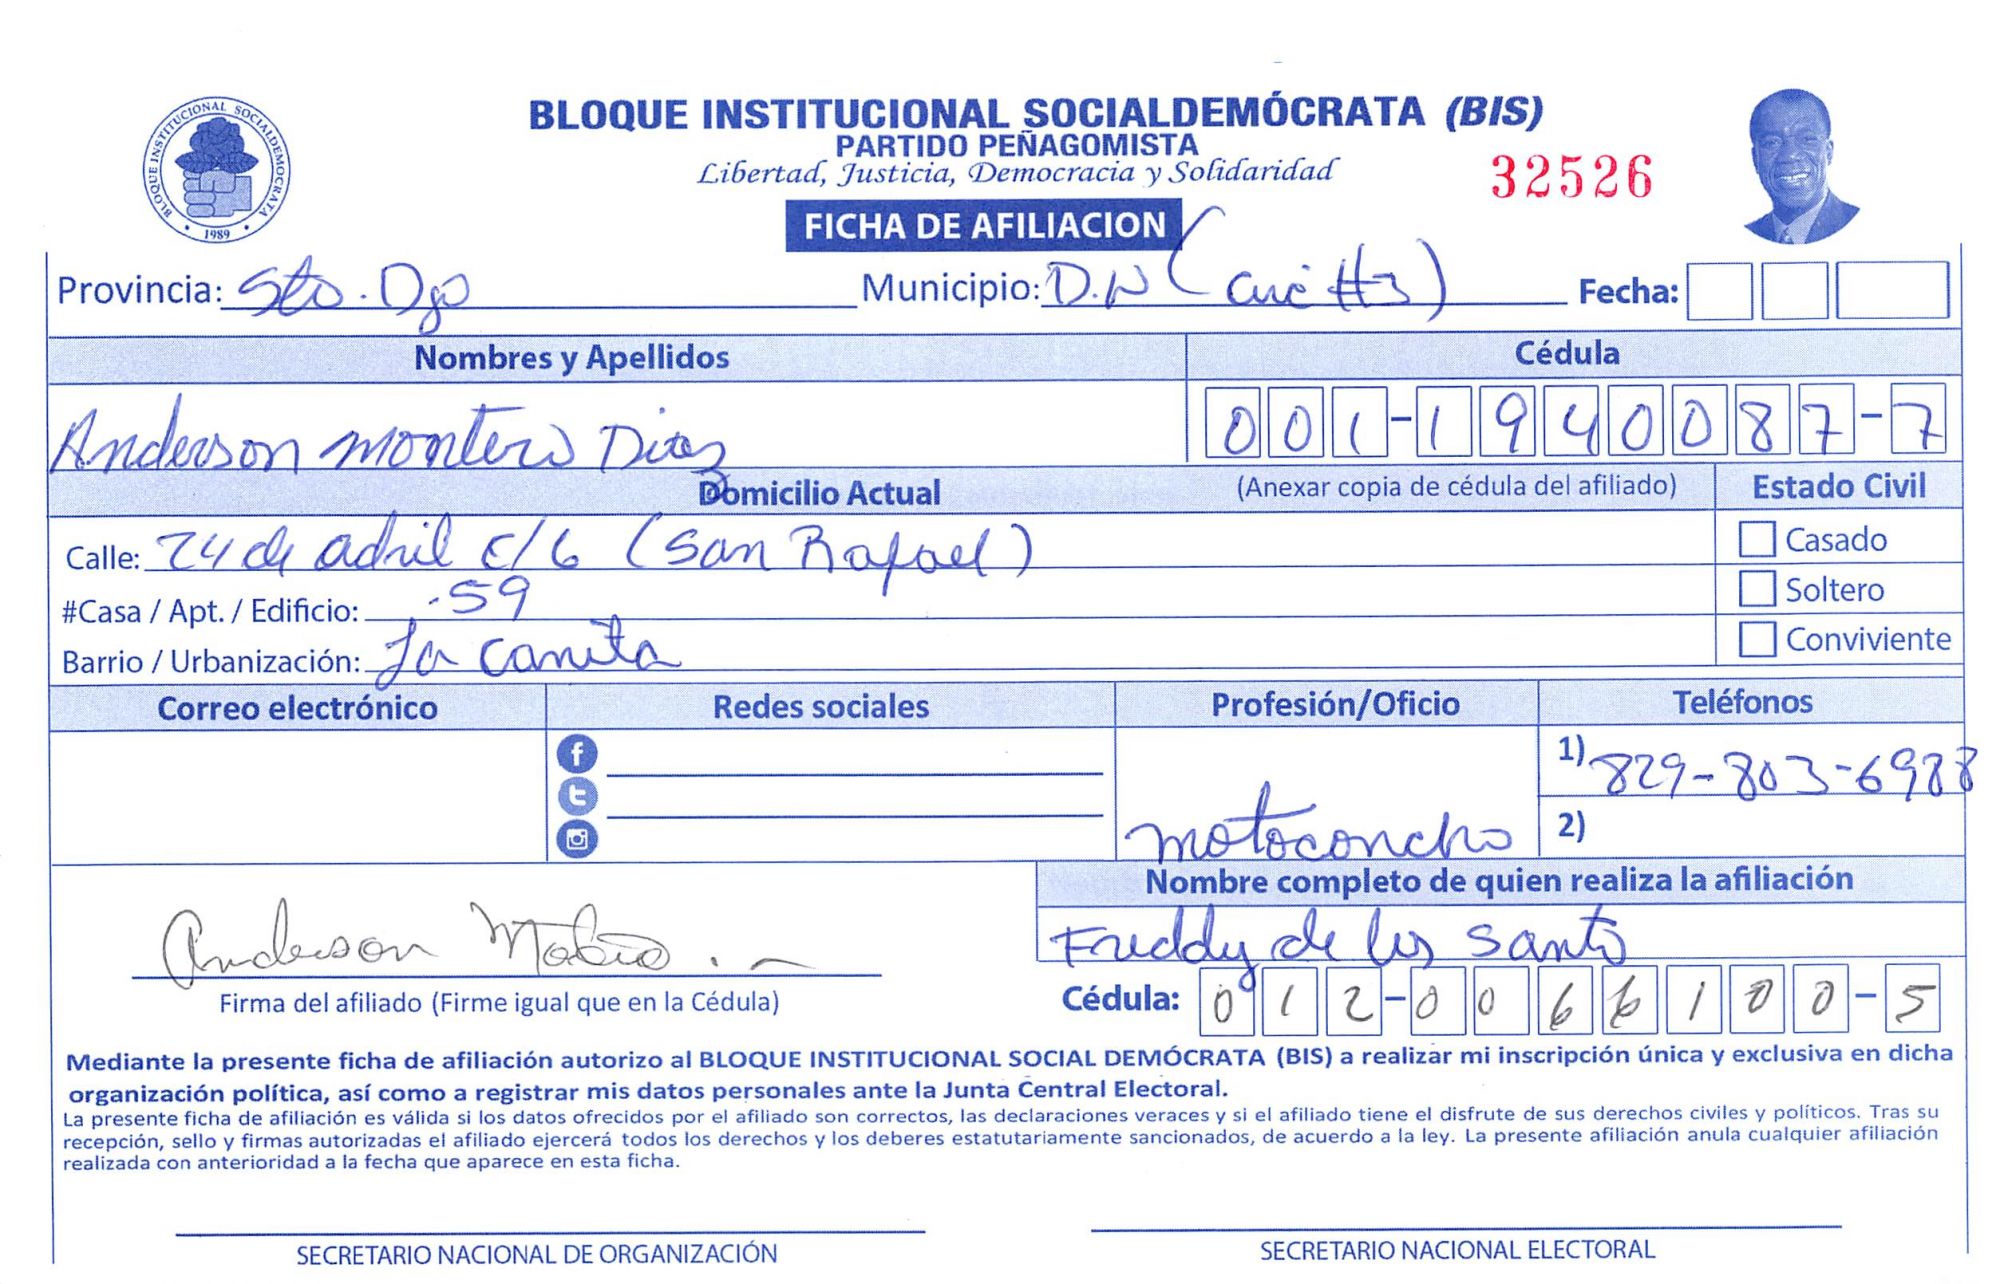 BLOQUE INSTITUCIONAL SOCIALDEMÓCRATA (BIS)
PARTIDO PEÑAGOMISTA
Libertad, Justicia, Democracia y Solidaridad
32526
BLOQUE INSTITUCIONAL SOCIALDEMOCRATA
1989
FICHA DE AFILIACION
Provincia: Sto. Dgo Municipio: D.N (Circ #3) Fecha:
Nombres y Apellidos Cédula
Anderson Montero Diaz 001-1940087-7
Domicilio Actual (Anexar copia de cédula del afiliado) Estado Civil
Calle: 24 de abril c/6 (San Rafael) Casado
#Casa / Apt. / Edificio: 59 Soltero
Barrio / Urbanización: La Canita Conviviente
Correo electrónico Redes sociales Profesión/Oficio Teléfonos
1) 829-803-6988
motoconcho 2)
Nombre completo de quien realiza la afiliación
Anderson Freddy de los Santo
Firma del afiliado (Firme igual que en la Cédula) Cédula: 012-0066100-5
Mediante la presente ficha de afiliación autorizo al BLOQUE INSTITUCIONAL SOCIAL DEMÓCRATA (BIS) a realizar mi inscripción única y exclusiva en dicha
organización política, así como a registrar mis datos personales ante la Junta Central Electoral.
La presente ficha de afiliación es válida si los datos ofrecidos por el afiliado son correctos, las declaraciones veraces y si el afiliado tiene el disfrute de sus derechos civiles y políticos. Tras su
recepción, sello y firmas autorizadas el afiliado ejercerá todos los derechos y los deberes estatutariamente sancionados, de acuerdo a la ley. La presente afiliación anula cualquier afiliación
realizada con anterioridad a la fecha que aparece en esta ficha.
SECRETARIO NACIONAL DE ORGANIZACIÓN SECRETARIO NACIONAL ELECTORAL